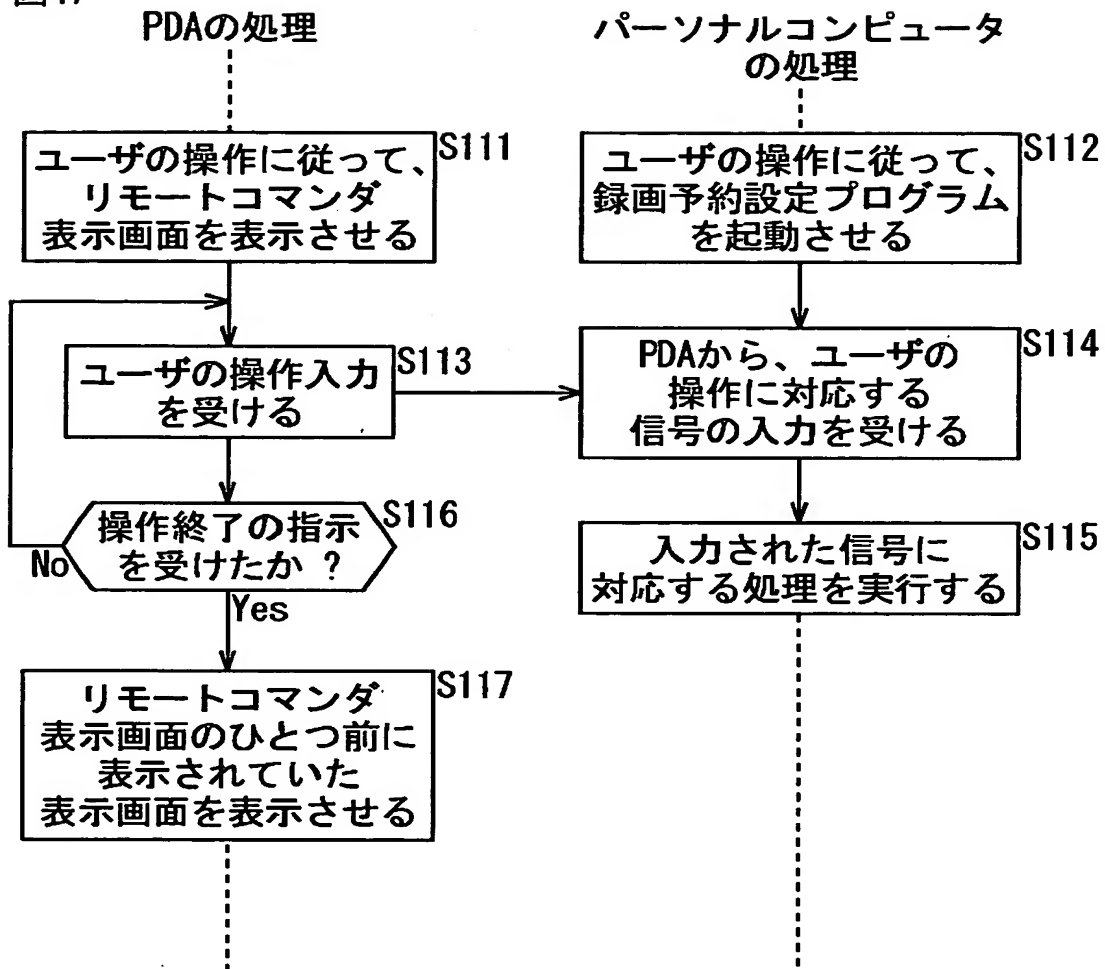 PDAの処理
パーソナルコンピュータ
の処理
S111
ユーザの操作に従って、
リモートコマンダ
表示画面を表示させる
S112
ユーザの操作に従って、
録画予約設定プログラム
を起動させる
S113
ユーザの操作入力
を受ける
S114
PDAから、ユーザの
操作に対応する
信号の入力を受ける
S116
操作終了の指示
を受けたか ?
No
Yes
S115
入力された信号に
対応する処理を実行する
S117
リモートコマンダ
表示画面のひとつ前に
表示されていた
表示画面を表示させる